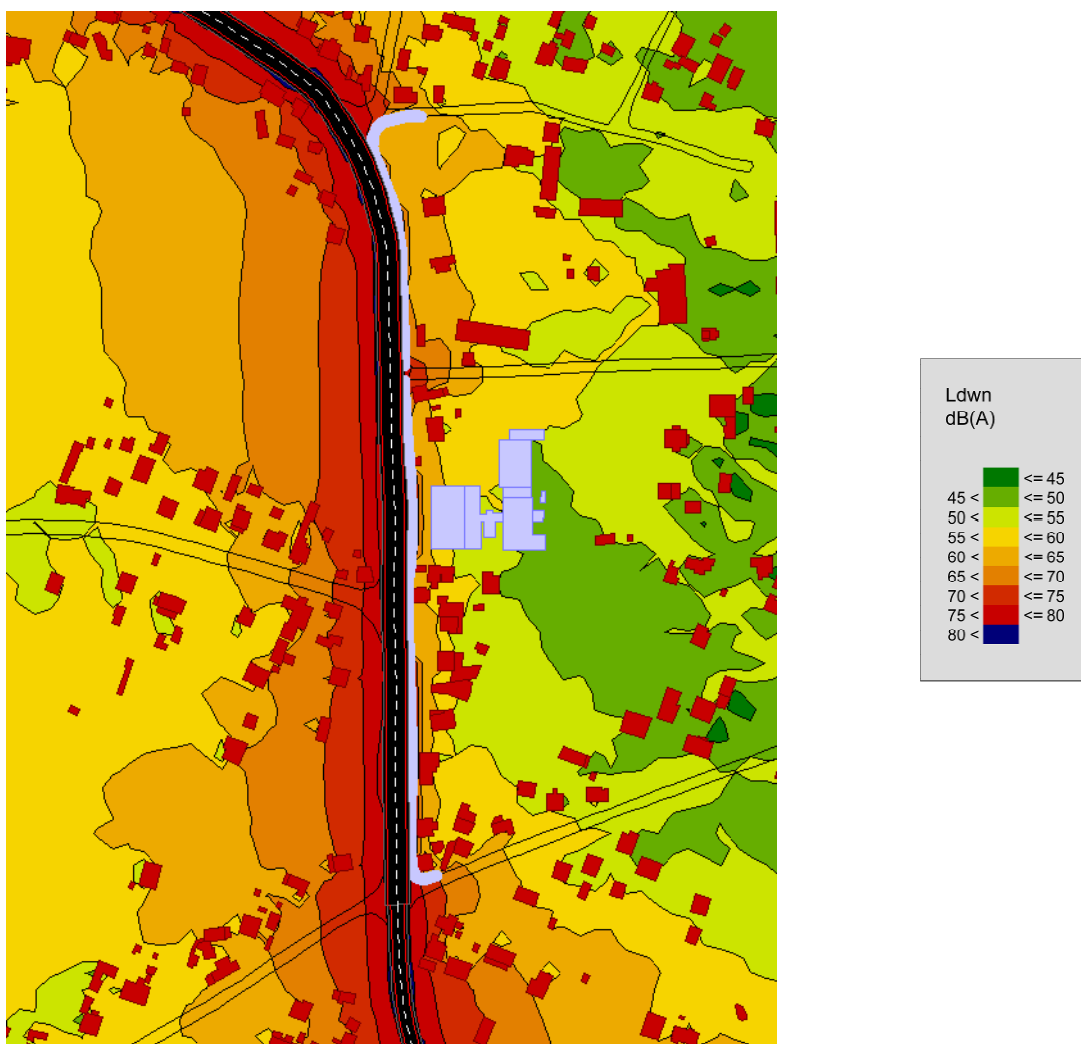 Ldwn
dB(A)
<= 45
45 < <= 50
50 < <= 55
55 < <= 60
60 < <= 65
65 < <= 70
70 < <= 75
75 < <= 80
80 <